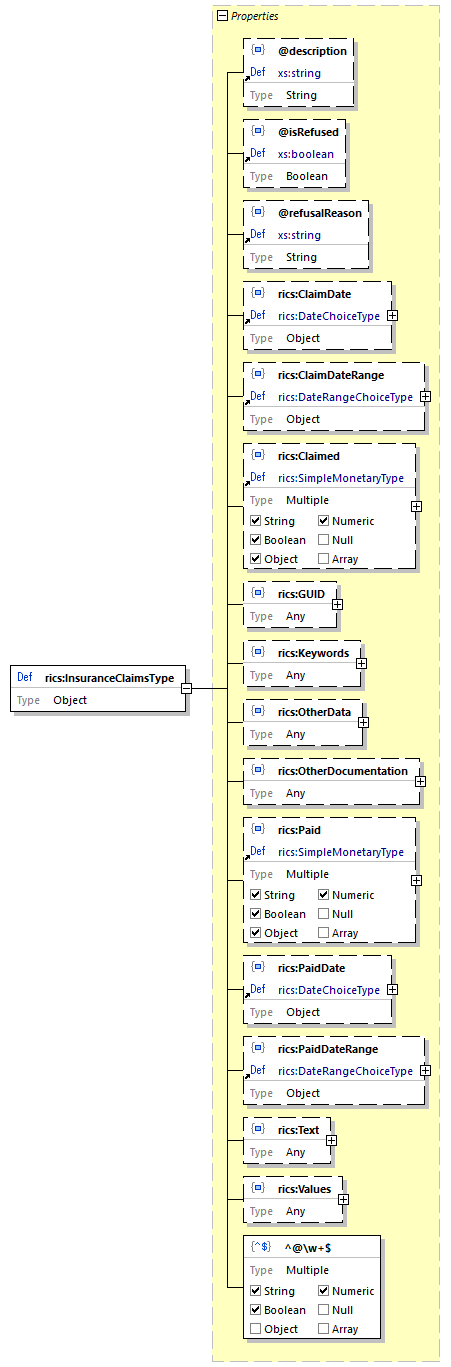 Properties
@description
Def xs:string
Type String
@isRefused
Def xs:boolean
Type Boolean
@refusalReason
Def xs:string
Type String
rics:ClaimDate
Def rics:DateChoiceType
Type Object
rics:ClaimDateRange
Def rics:DateRangeChoiceType
Type Object
rics:Claimed
Def rics:SimpleMonetaryType
Type Multiple
String Numeric
Boolean Null
Object Array
rics:GUID
Type Any
rics:Keywords
Type Any
Def rics:InsuranceClaimsType
Type Object
rics:OtherData
Type Any
rics:OtherDocumentation
Type Any
rics:Paid
Def rics:SimpleMonetaryType
Type Multiple
String Numeric
Boolean Null
Object Array
rics:PaidDate
Def rics:DateChoiceType
Type Object
rics:PaidDateRange
Def rics:DateRangeChoiceType
Type Object
rics:Text
Type Any
rics:Values
Type Any
{^$} ^@\w+$
Type Multiple
String Numeric
Boolean Null
Object Array